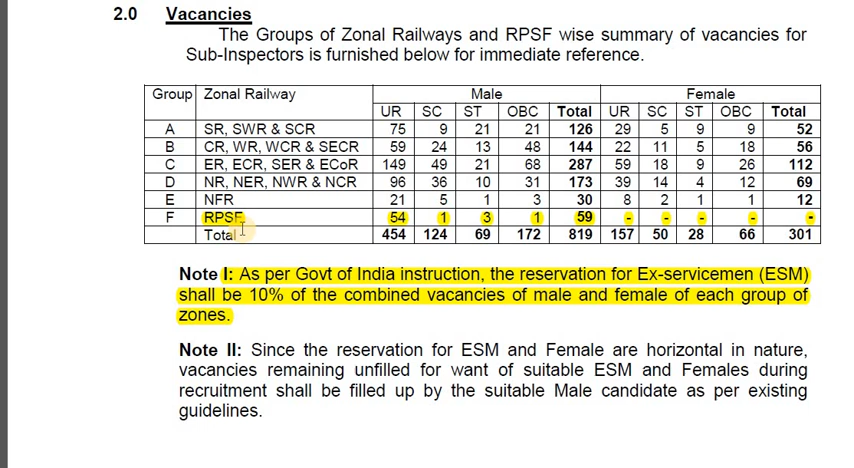 2.0 Vacancies
The Groups of Zonal Railways and RPSF wise summary of vacancies for
Sub-Inspectors is furnished below for immediate reference.
Group Zonal Railway Male Female
UR SC ST OBC Total UR SC ST OBC Total
A SR, SWR & SCR 75 9 21 21 126 29 5 9 9 52
B CR, WR, WCR & SECR 59 24 13 48 144 22 11 5 18 56
C ER, ECR, SER & ECoR 149 49 21 68 287 59 18 9 26 112
D NR, NER, NWR & NCR 96 36 10 31 173 39 14 4 12 69
E NFR 21 5 1 3 30 8 2 1 1 12
F RPSF 54 1 3 1 59 - - - - -
Total 454 124 69 172 819 157 50 28 66 301
Note I: As per Govt of India instruction, the reservation for Ex-servicemen (ESM)
shall be 10% of the combined vacancies of male and female of each group of
zones.
Note II: Since the reservation for ESM and Female are horizontal in nature,
vacancies remaining unfilled for want of suitable ESM and Females during
recruitment shall be filled up by the suitable Male candidate as per existing
guidelines.